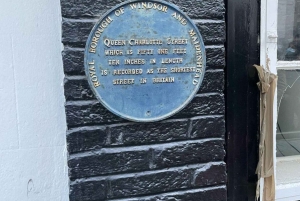 ROYAL BOROUGH OF WINDSOR AND MAIDENHEAD
QUEEN CHARLOTTE STREET
WHICH AT FIFTY ONE FEET
TEN INCHES IN LENGTH
IS RECORDED AS THE SHORTEST
STREET IN BRITAIN